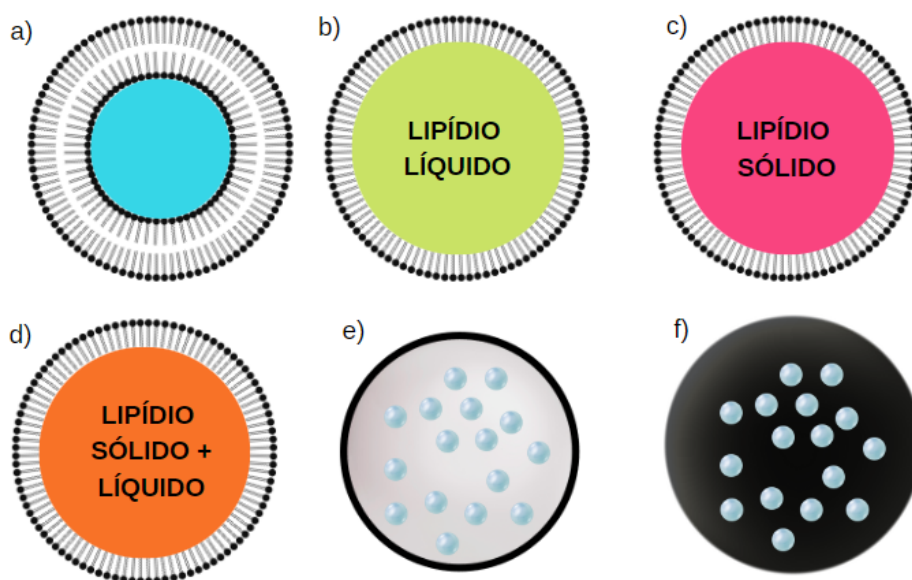 a)
b)
c)
LIPÍDIO
LÍQUIDO
LIPÍDIO
SÓLIDO
d)
e)
f)
LIPÍDIO
SÓLIDO +
LÍQUIDO